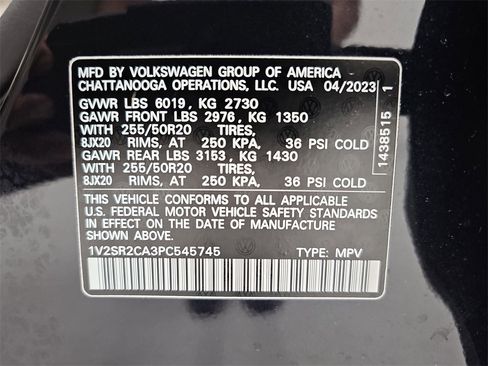 MFD BY VOLKSWAGEN GROUP OF AMERICA
CHATTANOOGA OPERATIONS, LLC. USA 04/2023
GVWR LBS 6019, KG 2730
GAWR FRONT LBS 2976, KG 1350
WITH 255/50R20 TIRES,
8JX20 RIMS, AT 250 KPA, 36 PSI COLD
GAWR REAR LBS 3153, KG 1430
WITH 255/50R20 TIRES,
8JX20 RIMS, AT 250 KPA, 36 PSI COLD
THIS VEHICLE CONFORMS TO ALL APPLICABLE
U.S. FEDERAL MOTOR VEHICLE SAFETY STANDARDS
IN EFFECT ON THE DATE OF MANUFACTURE
SHOWN ABOVE
1V2SR2CA3PC545745 TYPE: MPV
1438515 1